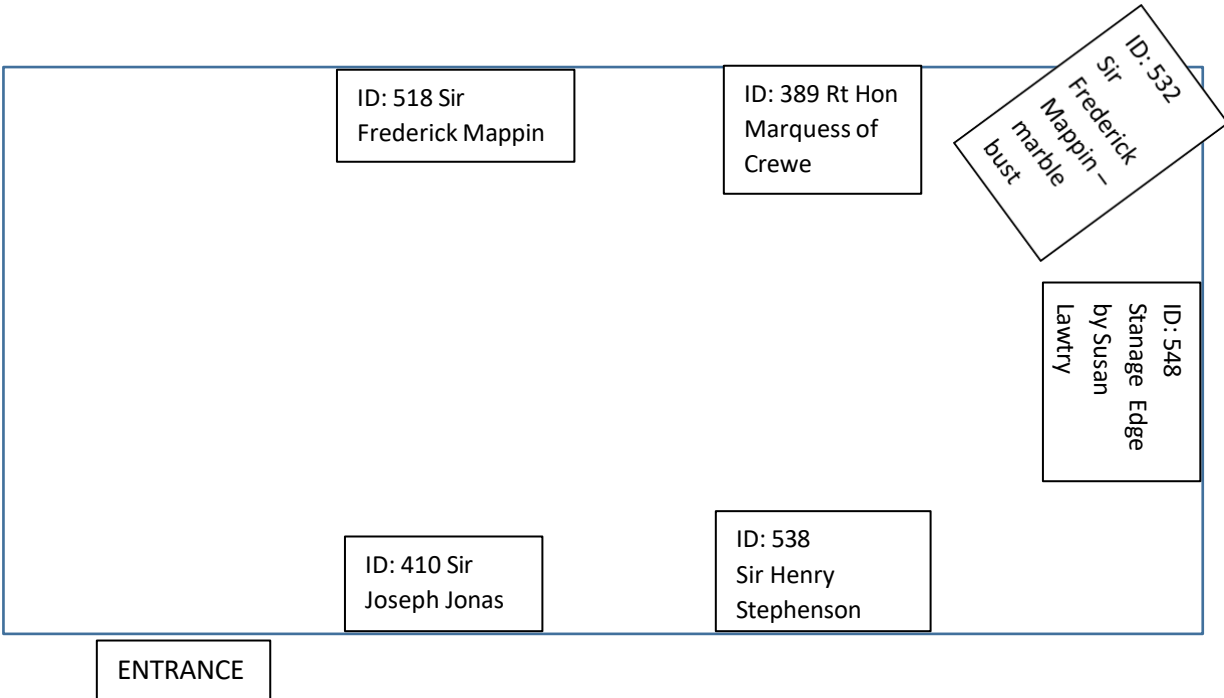 ID: 518 Sir
Frederick Mappin
ID: 389 Rt Hon
Marquess of
Crewe
ID: 532
Sir
Frederick
Mappin –
marble
bust
ID: 548
Stanage Edge
by Susan
Lawtry
ID: 410 Sir
Joseph Jonas
ID: 538
Sir Henry
Stephenson
ENTRANCE